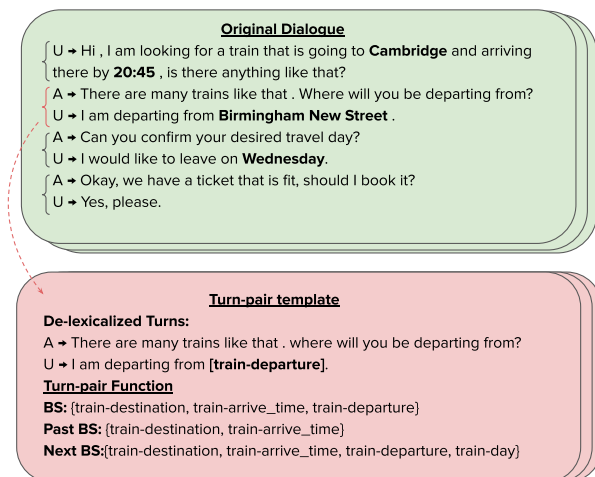 Original Dialogue
U → Hi , I am looking for a train that is going to Cambridge and arriving
there by 20:45 , is there anything like that?
A → There are many trains like that . Where will you be departing from?
U → I am departing from Birmingham New Street .
A → Can you confirm your desired travel day?
U → I would like to leave on Wednesday.
A → Okay, we have a ticket that is fit, should I book it?
U → Yes, please.
Turn-pair template
De-lexicalized Turns:
A → There are many trains like that . where will you be departing from?
U → I am departing from [train-departure].
Turn-pair Function
BS: {train-destination, train-arrive_time, train-departure}
Past BS: {train-destination, train-arrive_time}
Next BS:{train-destination, train-arrive_time, train-departure, train-day}